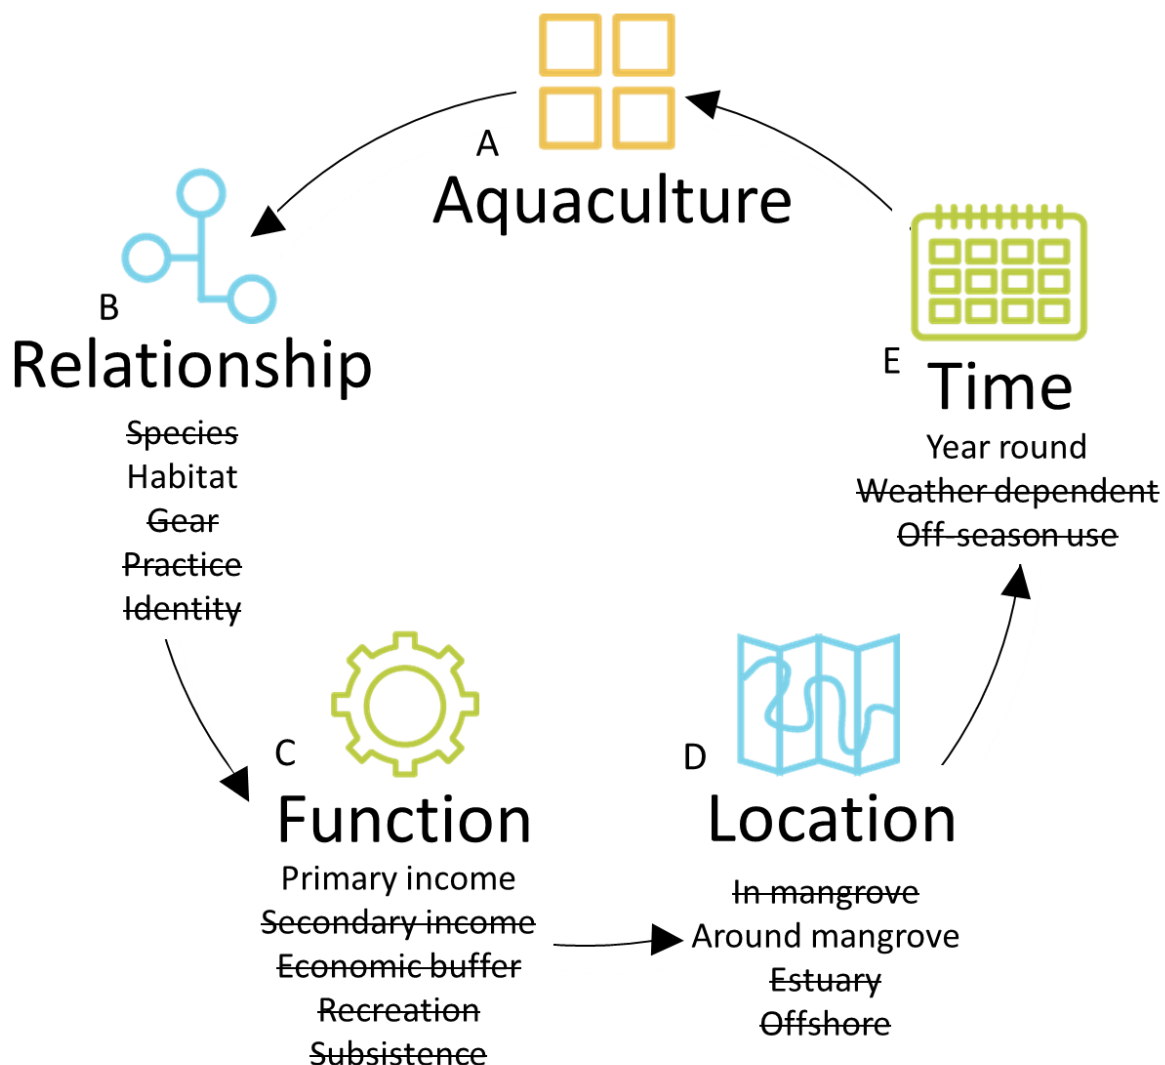 A
Aquaculture
B
Relationship
Species
Habitat
Gear
Practice
Identity
C
Function
Primary income
Secondary income
Economic buffer
Recreation
Subsistence
D
Location
In mangrove
Around mangrove
Estuary
Offshore
E
Time
Year round
Weather dependent
Off-season use